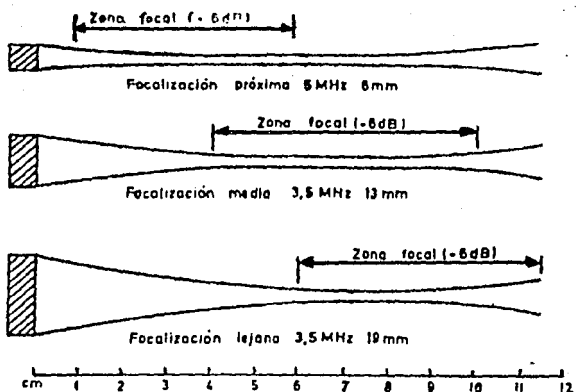 Zona focal (- 6dB)
Focalización próxima 5 MHz 6mm
Zona focal (-6dB)
Focalización media 3,5 MHz 13 mm
Zona focal (-6dB)
Focalización lejana 3,5 MHz 19 mm
cm 1 2 3 4 5 6 7 8 9 10 11 12